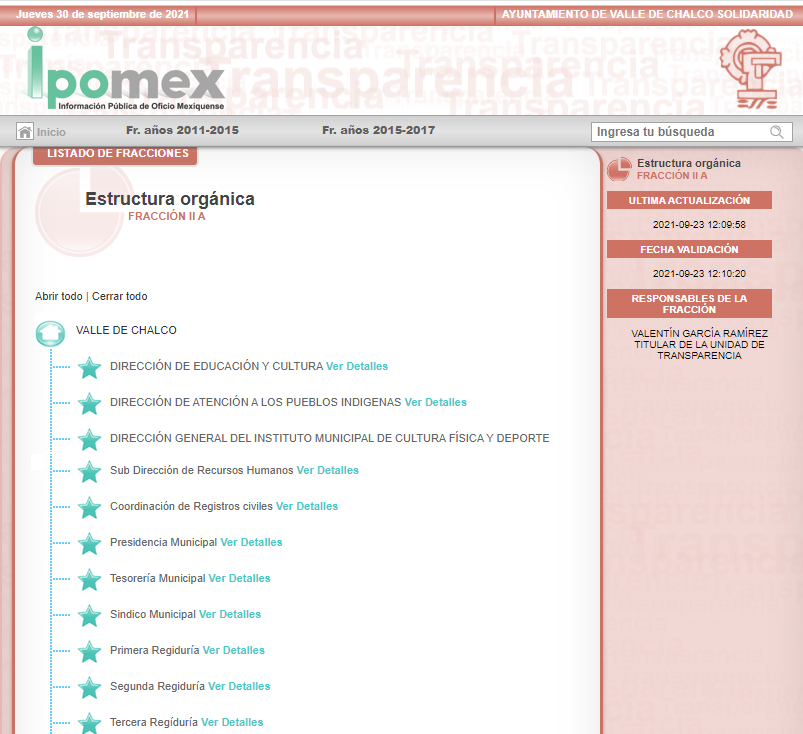 Jueves 30 de septiembre de 2021
AYUNTAMIENTO DE VALLE DE CHALCO SOLIDARIDAD
ipomex
Información Pública de Oficio Mexiquense
Inicio
Fr. años 2011-2015
Fr. años 2015-2017
Ingresa tu búsqueda
LISTADO DE FRACCIONES
Estructura orgánica
FRACCIÓN II A
Abrir todo | Cerrar todo
VALLE DE CHALCO
DIRECCIÓN DE EDUCACIÓN Y CULTURA Ver Detalles
DIRECCIÓN DE ATENCIÓN A LOS PUEBLOS INDIGENAS Ver Detalles
DIRECCIÓN GENERAL DEL INSTITUTO MUNICIPAL DE CULTURA FÍSICA Y DEPORTE
Sub Dirección de Recursos Humanos Ver Detalles
Coordinación de Registros civiles Ver Detalles
Presidencia Municipal Ver Detalles
Tesorería Municipal Ver Detalles
Sindico Municipal Ver Detalles
Primera Regiduría Ver Detalles
Segunda Regiduría Ver Detalles
Tercera Regíduría Ver Detalles
Estructura orgánica
FRACCIÓN II A
ULTIMA ACTUALIZACIÓN
2021-09-23 12:09:58
FECHA VALIDACIÓN
2021-09-23 12:10:20
RESPONSABLES DE LA
FRACCIÓN
VALENTÍN GARCÍA RAMÍREZ
TITULAR DE LA UNIDAD DE
TRANSPARENCIA